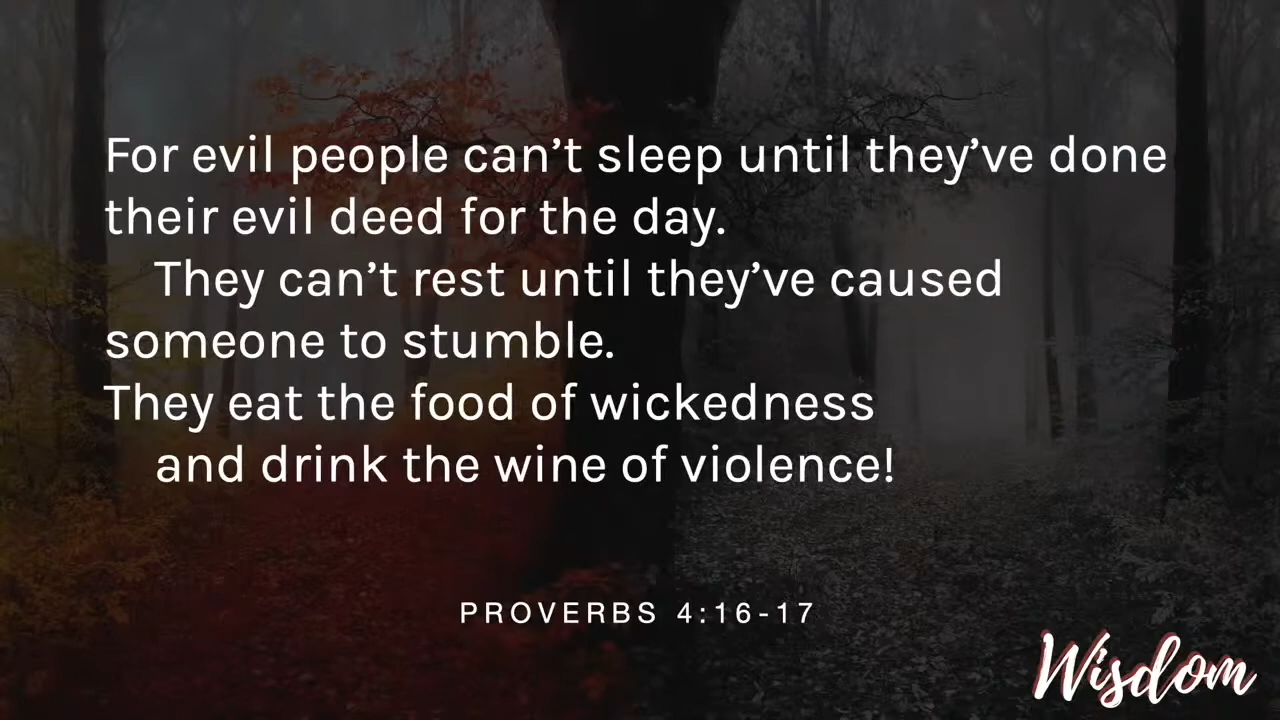 For evil people can’t sleep until they’ve done
their evil deed for the day.
They can’t rest until they’ve caused
someone to stumble.
They eat the food of wickedness
and drink the wine of violence!
PROVERBS 4:16-17
Wisdom